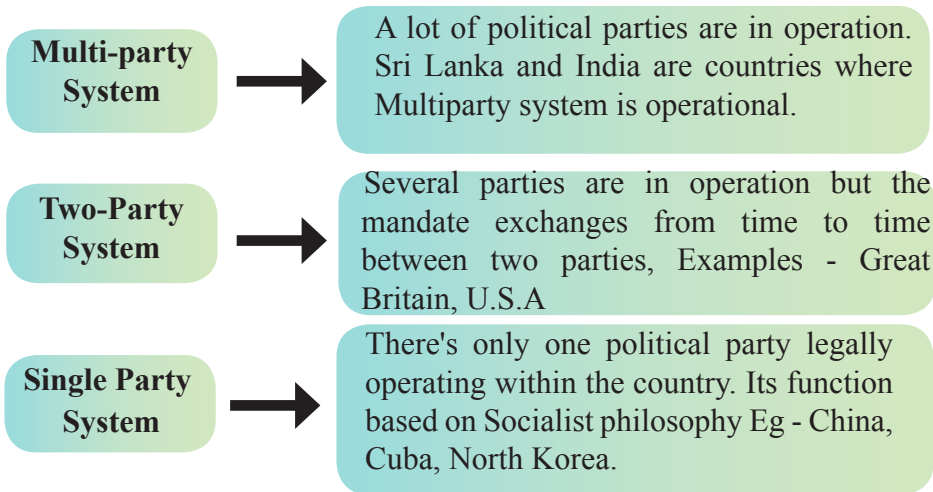 Multi-party
System
A lot of political parties are in operation.
Sri Lanka and India are countries where
Multiparty system is operational.
Two-Party
System
Several parties are in operation but the
mandate exchanges from time to time
between two parties, Examples - Great
Britain, U.S.A
Single Party
System
There's only one political party legally
operating within the country. Its function
based on Socialist philosophy Eg - China,
Cuba, North Korea.